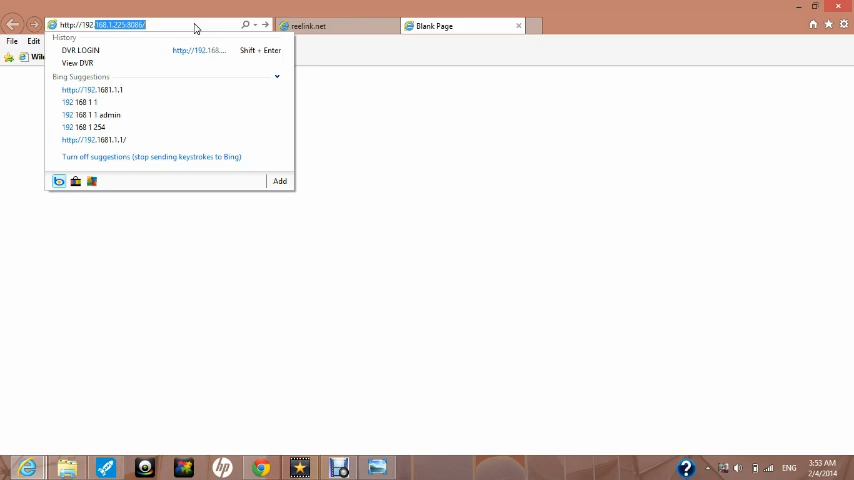 http://192.168.1.225:8086/
reelink.net
Blank Page
File Edit
History
DVR LOGIN http://192.168.... Shift + Enter
View DVR
Bing Suggestions
http://192.1681.1.1
192 168 1 1
192 168 1 1 admin
192 168 1 254
http://192.1681.1.1/
Turn off suggestions (stop sending keystrokes to Bing)
Add
hp
ENG
3:53 AM
2/4/2014